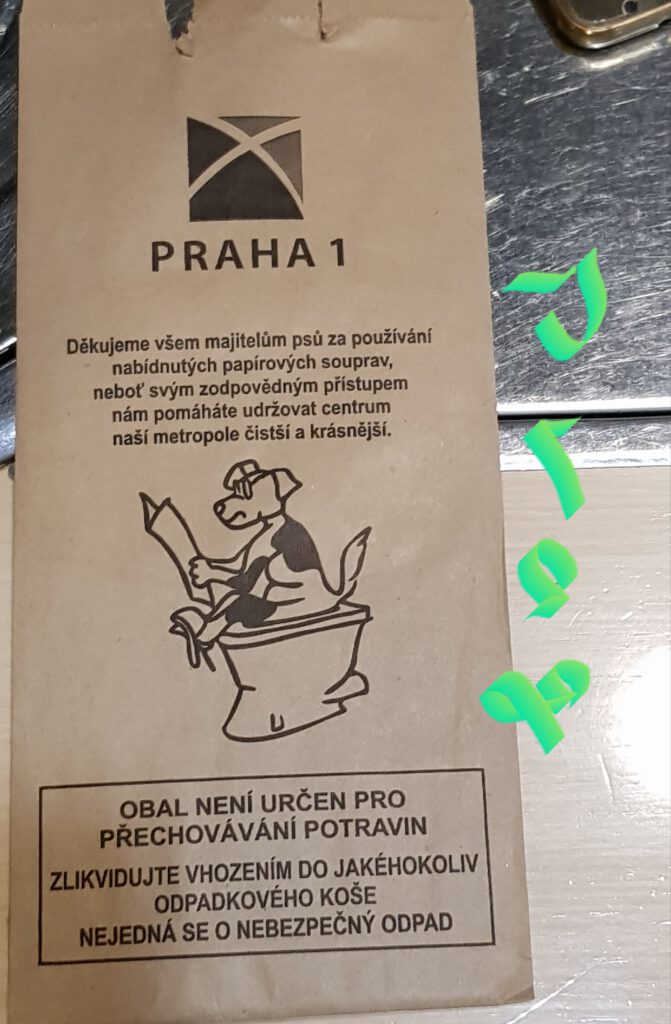 PRAHA 1
Děkujeme všem majitelům psů za používání
nabídnutých papírových souprav,
neboť svým zodpovědným přístupem
nám pomáháte udržovat centrum
naší metropole čistší a krásnější.
OBAL NENÍ URČEN PRO
PŘECHOVÁVÁNÍ POTRAVIN
ZLIKVIDUJTE VHOZENÍM DO JAKÉHOKOLIV
ODPADKOVÉHO KOŠE
NEJEDNÁ SE O NEBEZPEČNÝ ODPAD